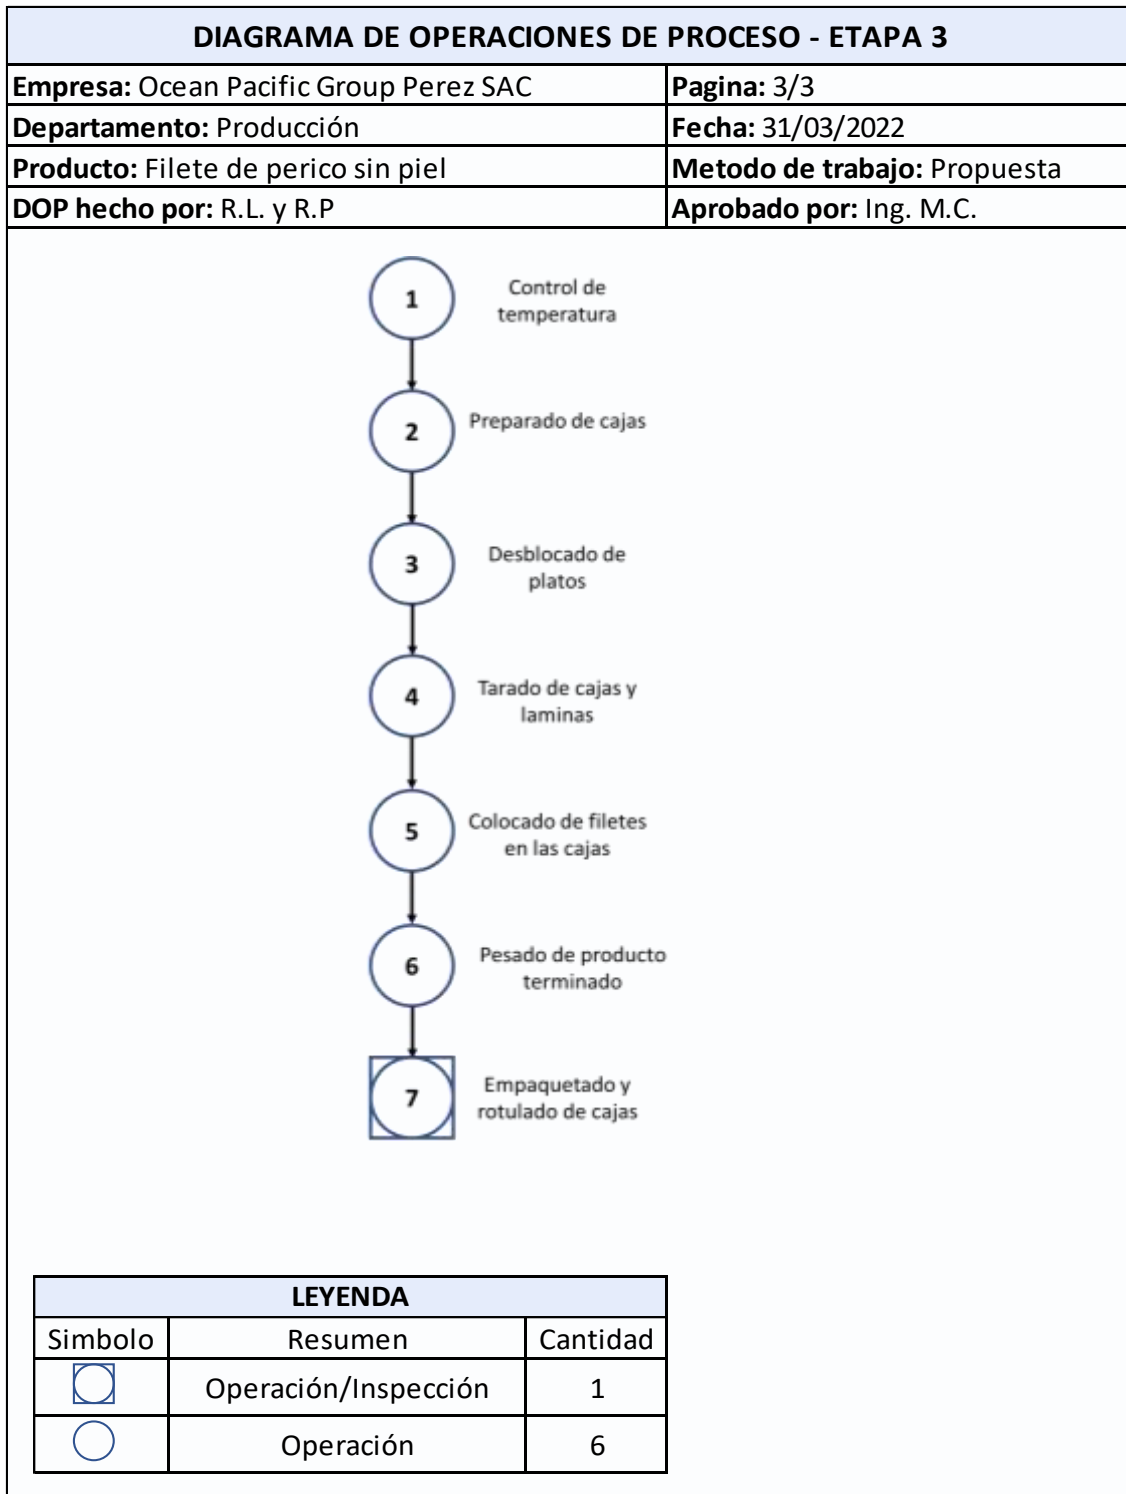 DIAGRAMA DE OPERACIONES DE PROCESO - ETAPA 3
Empresa: Ocean Pacific Group Perez SAC
Pagina: 3/3
Departamento: Producción
Fecha: 31/03/2022
Producto: Filete de perico sin piel
Metodo de trabajo: Propuesta
DOP hecho por: R.L. y R.P
Aprobado por: Ing. M.C.
1
Control de
temperatura
2
Preparado de cajas
3
Desblocado de
platos
4
Tarado de cajas y
laminas
5
Colocado de filetes
en las cajas
6
Pesado de producto
terminado
7
Empaquetado y
rotulado de cajas
LEYENDA
Simbolo Resumen Cantidad
Operación/Inspección 1
Operación 6